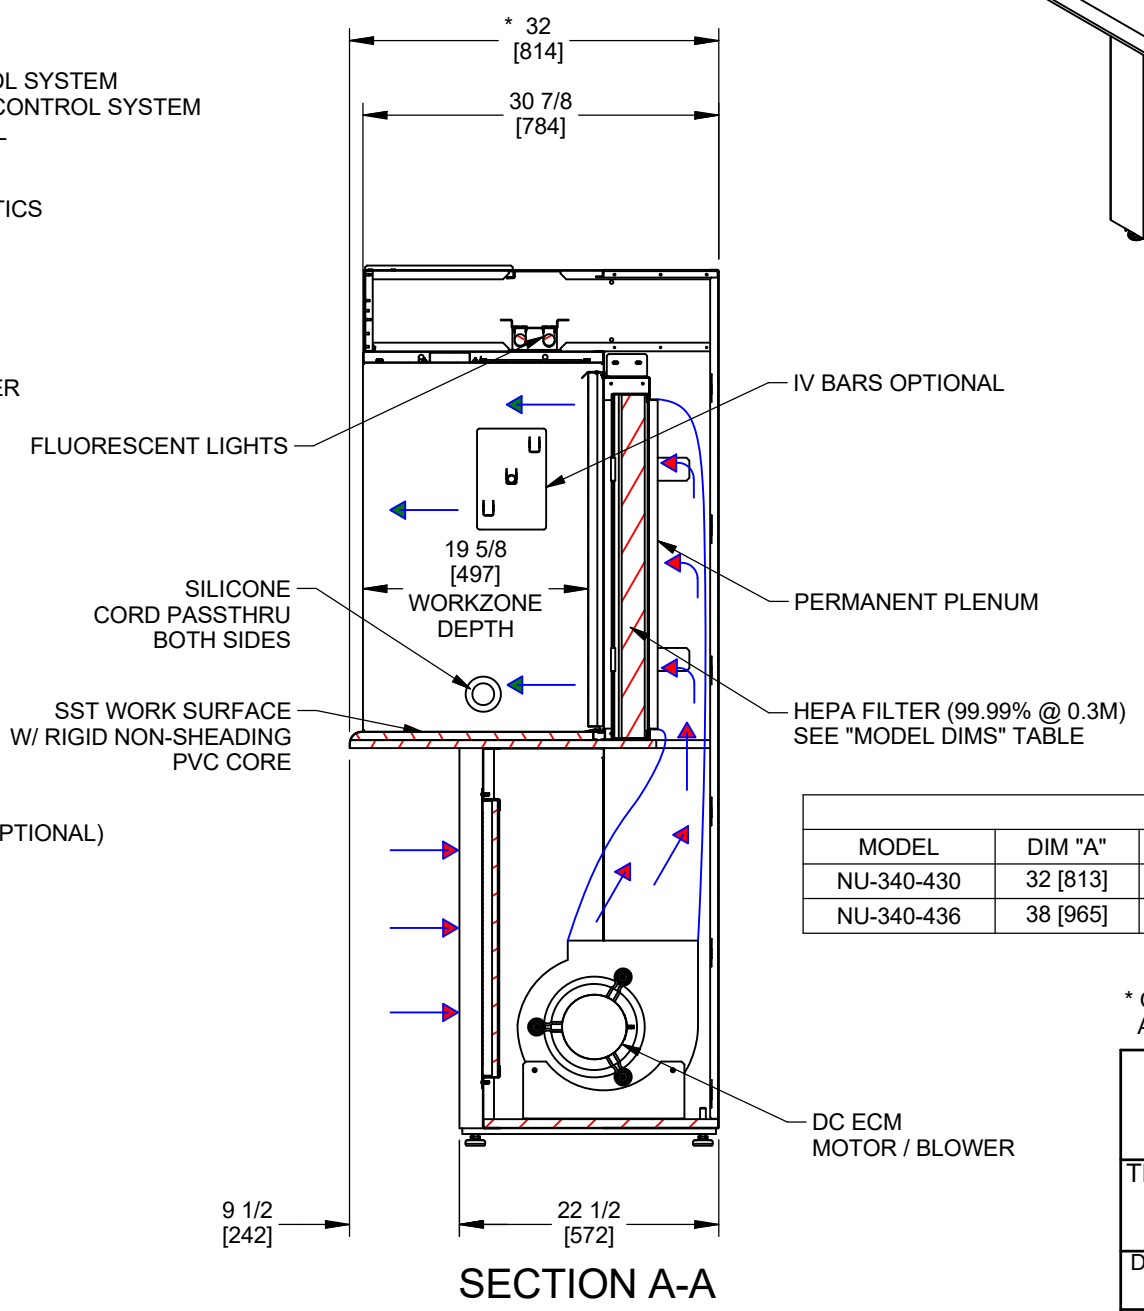 * 32
[814]
OL SYSTEM
CONTROL SYSTEM
30 7/8
[784]
TICS
ER
IV BARS OPTIONAL
FLUORESCENT LIGHTS
19 5/8
[497]
WORKZONE
DEPTH
SILICONE
CORD PASSTHRU
BOTH SIDES
PERMANENT PLENUM
SST WORK SURFACE
W/ RIGID NON-SHEADING
PVC CORE
HEPA FILTER (99.99% @ 0.3M)
SEE "MODEL DIMS" TABLE
PTIONAL)
MODEL DIM "A"
NU-340-430 32 [813]
NU-340-436 38 [965]
DC ECM
MOTOR / BLOWER
9 1/2
[242]
22 1/2
[572]
SECTION A-A